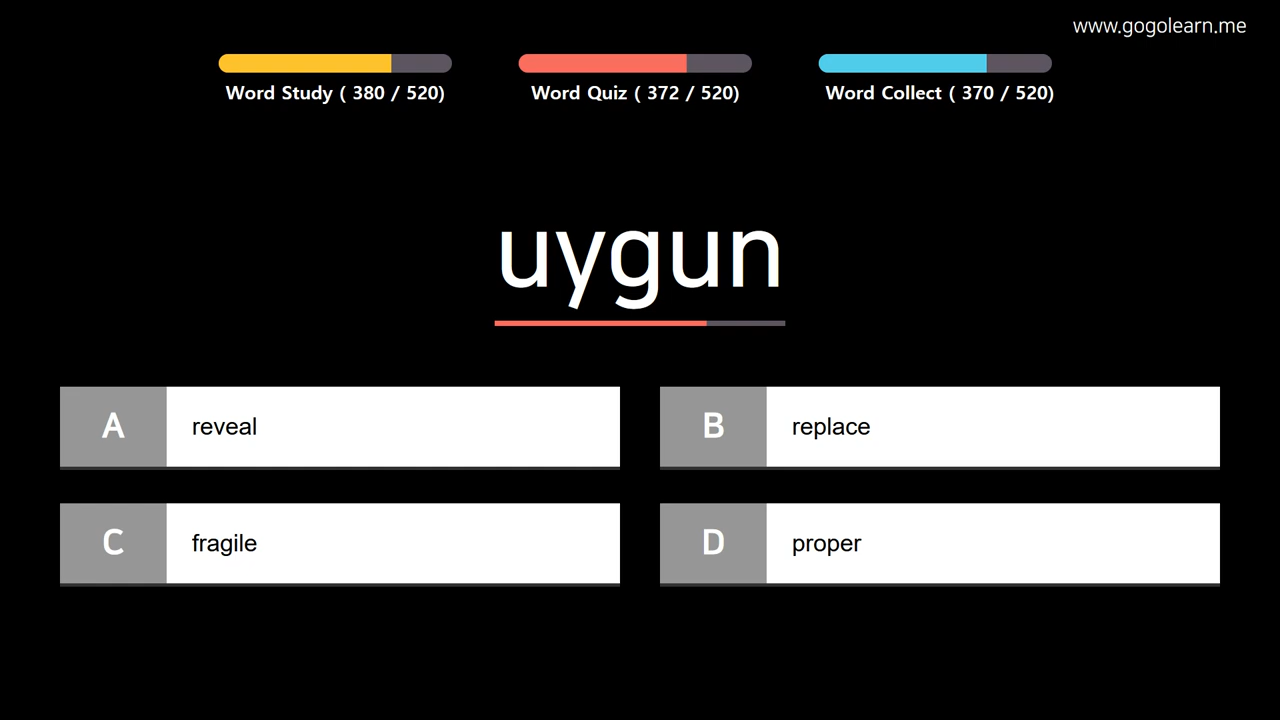 www.gogolearn.me
Word Study ( 380 / 520)
Word Quiz ( 372 / 520)
Word Collect ( 370 / 520)
uygun
A reveal
B replace
C fragile
D proper